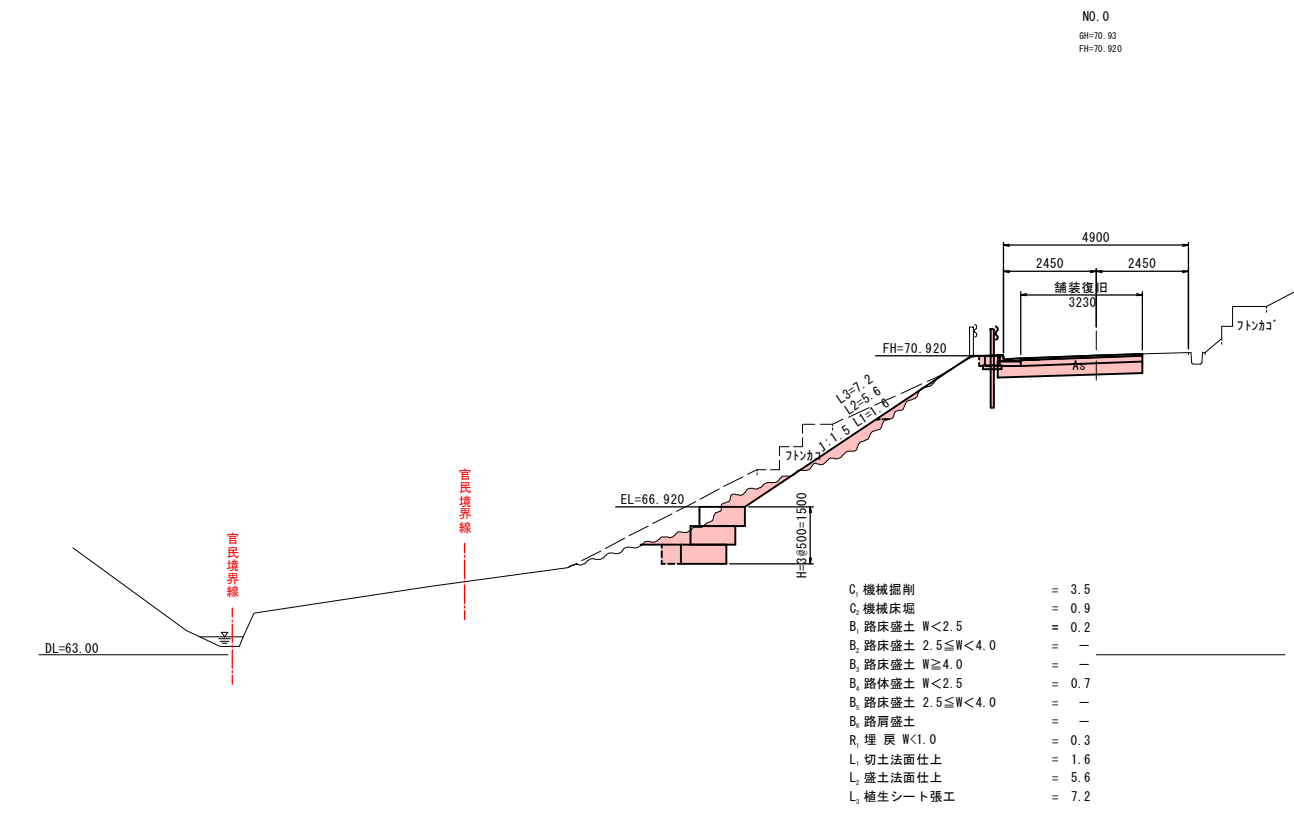 NO.0
GH=70.93
FH=70.920
4900
2450 2450
舗装復旧
3230
フトンカゴ
FH=70.920
As
L3=7.2
L2=5.6
1:1.5 L1=1.6
フトンカゴ
EL=66.920
H=3@500=1500
官民境界線
官民境界線
DL=63.00
C₁ 機械掘削 = 3.5
C₂ 機械床堀 = 0.9
B₁ 路床盛土 W＜2.5 = 0.2
B₂ 路床盛土 2.5≦W＜4.0 = －
B₃ 路床盛土 W≧4.0 = －
B₄ 路体盛土 W＜2.5 = 0.7
B₅ 路床盛土 2.5≦W＜4.0 = －
B₆ 路肩盛土 = －
R₁ 埋 戻 W<1.0 = 0.3
L₁ 切土法面仕上 = 1.6
L₂ 盛土法面仕上 = 5.6
L₃ 植生シート張工 = 7.2